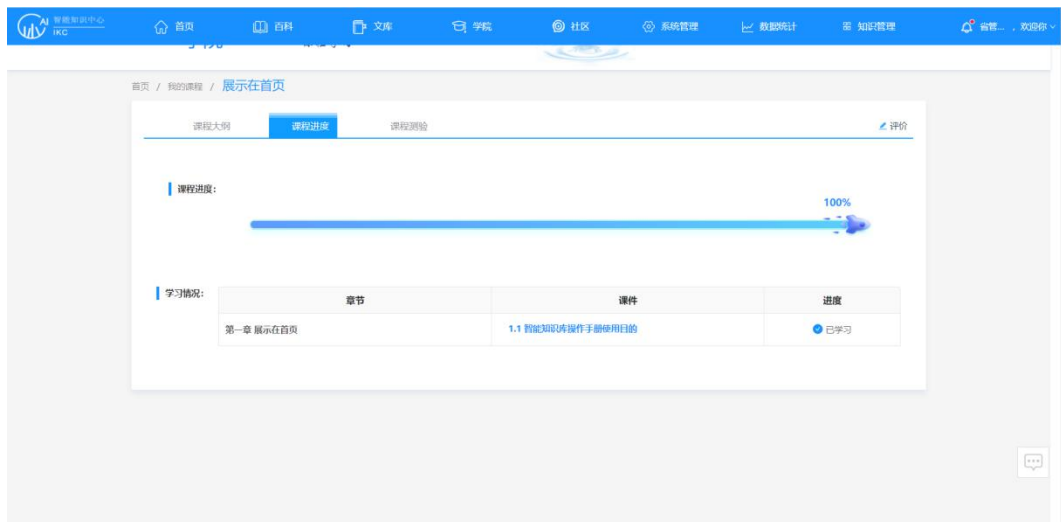 智能知识中心
iKC
首页 百科 文库 学院 社区 系统管理 数据统计 知识管理 省管... ，欢迎你
首页 / 我的课程 / 展示在首页
课程大纲 课程进度 课程测验 评价
课程进度：
100%
学习情况：
章节 课件 进度
第一章 展示在首页 1.1 智能知识库操作手册使用目的 已学习